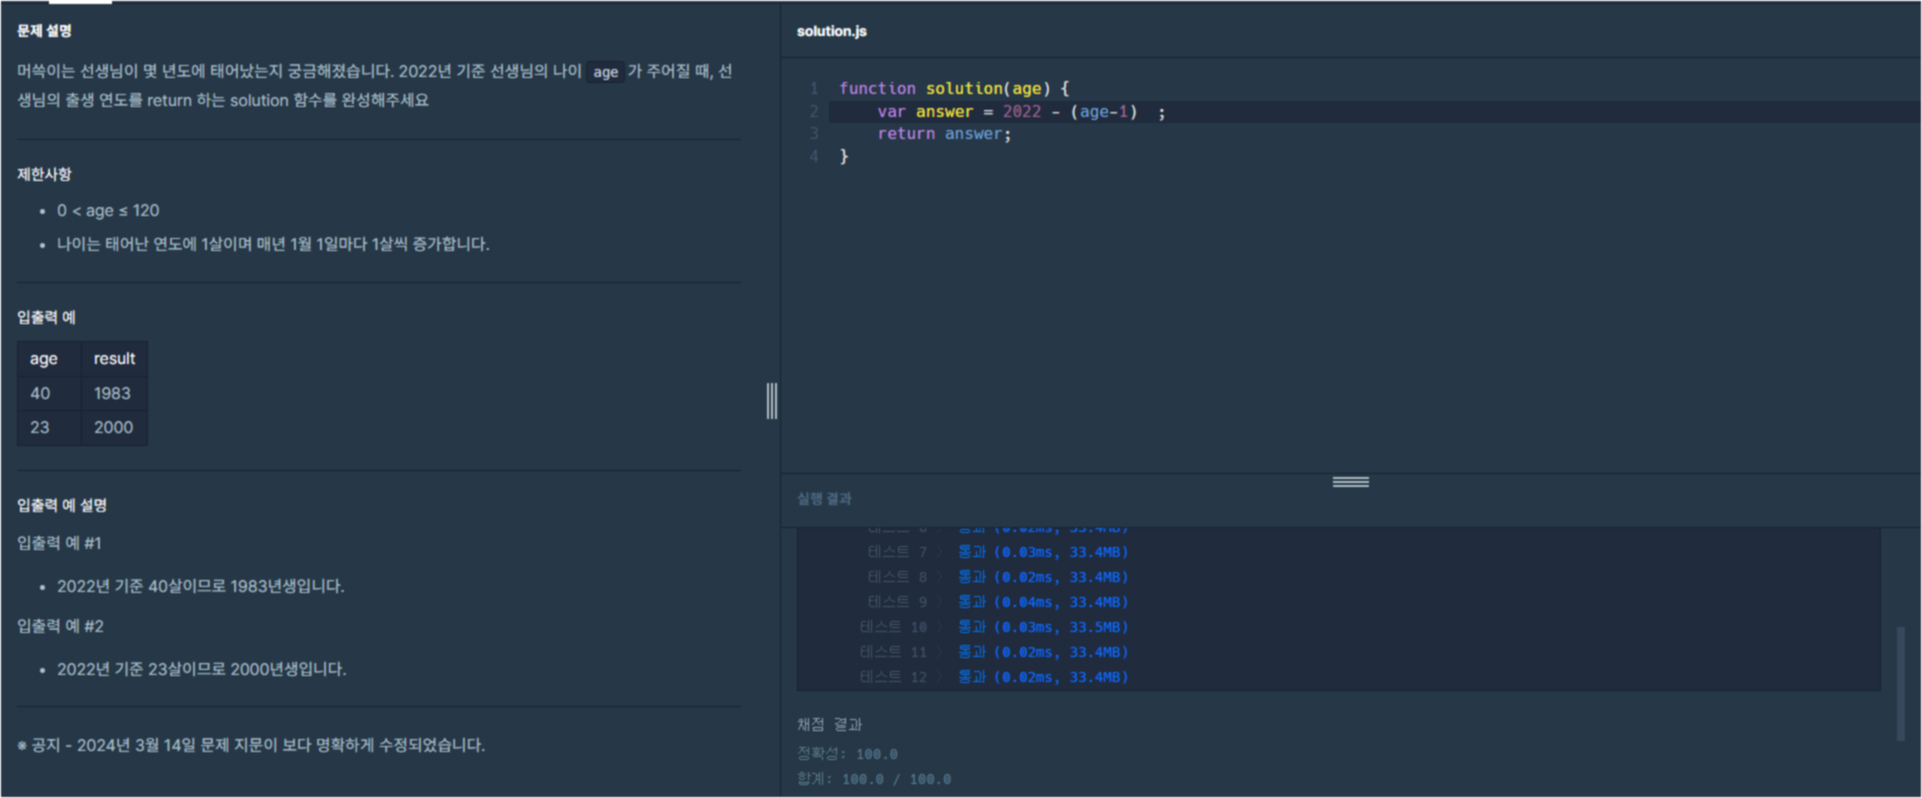 문제 설명
머쓱이는 선생님이 몇 년도에 태어났는지 궁금해졌습니다. 2022년 기준 선생님의 나이 age 가 주어질 때, 선
생님의 출생 연도를 return 하는 solution 함수를 완성해주세요
제한사항
• 0 < age ≤ 120
• 나이는 태어난 연도에 1살이며 매년 1월 1일마다 1살씩 증가합니다.
입출력 예
age result
40 1983
23 2000
입출력 예 설명
입출력 예 #1
• 2022년 기준 40살이므로 1983년생입니다.
입출력 예 #2
• 2022년 기준 23살이므로 2000년생입니다.
※ 공지 - 2024년 3월 14일 문제 지문이 보다 명확하게 수정되었습니다.
solution.js
1 function solution(age) {
2 var answer = 2022 - (age-1)  ;
3 return answer;
4 }
실행 결과
테스트 6 〉 통과 (0.02ms, 33.4MB)
테스트 7 〉 통과 (0.03ms, 33.4MB)
테스트 8 〉 통과 (0.02ms, 33.4MB)
테스트 9 〉 통과 (0.04ms, 33.4MB)
테스트 10 〉 통과 (0.03ms, 33.5MB)
테스트 11 〉 통과 (0.02ms, 33.4MB)
테스트 12 〉 통과 (0.02ms, 33.4MB)
채점 결과
정확성: 100.0
합계: 100.0 / 100.0